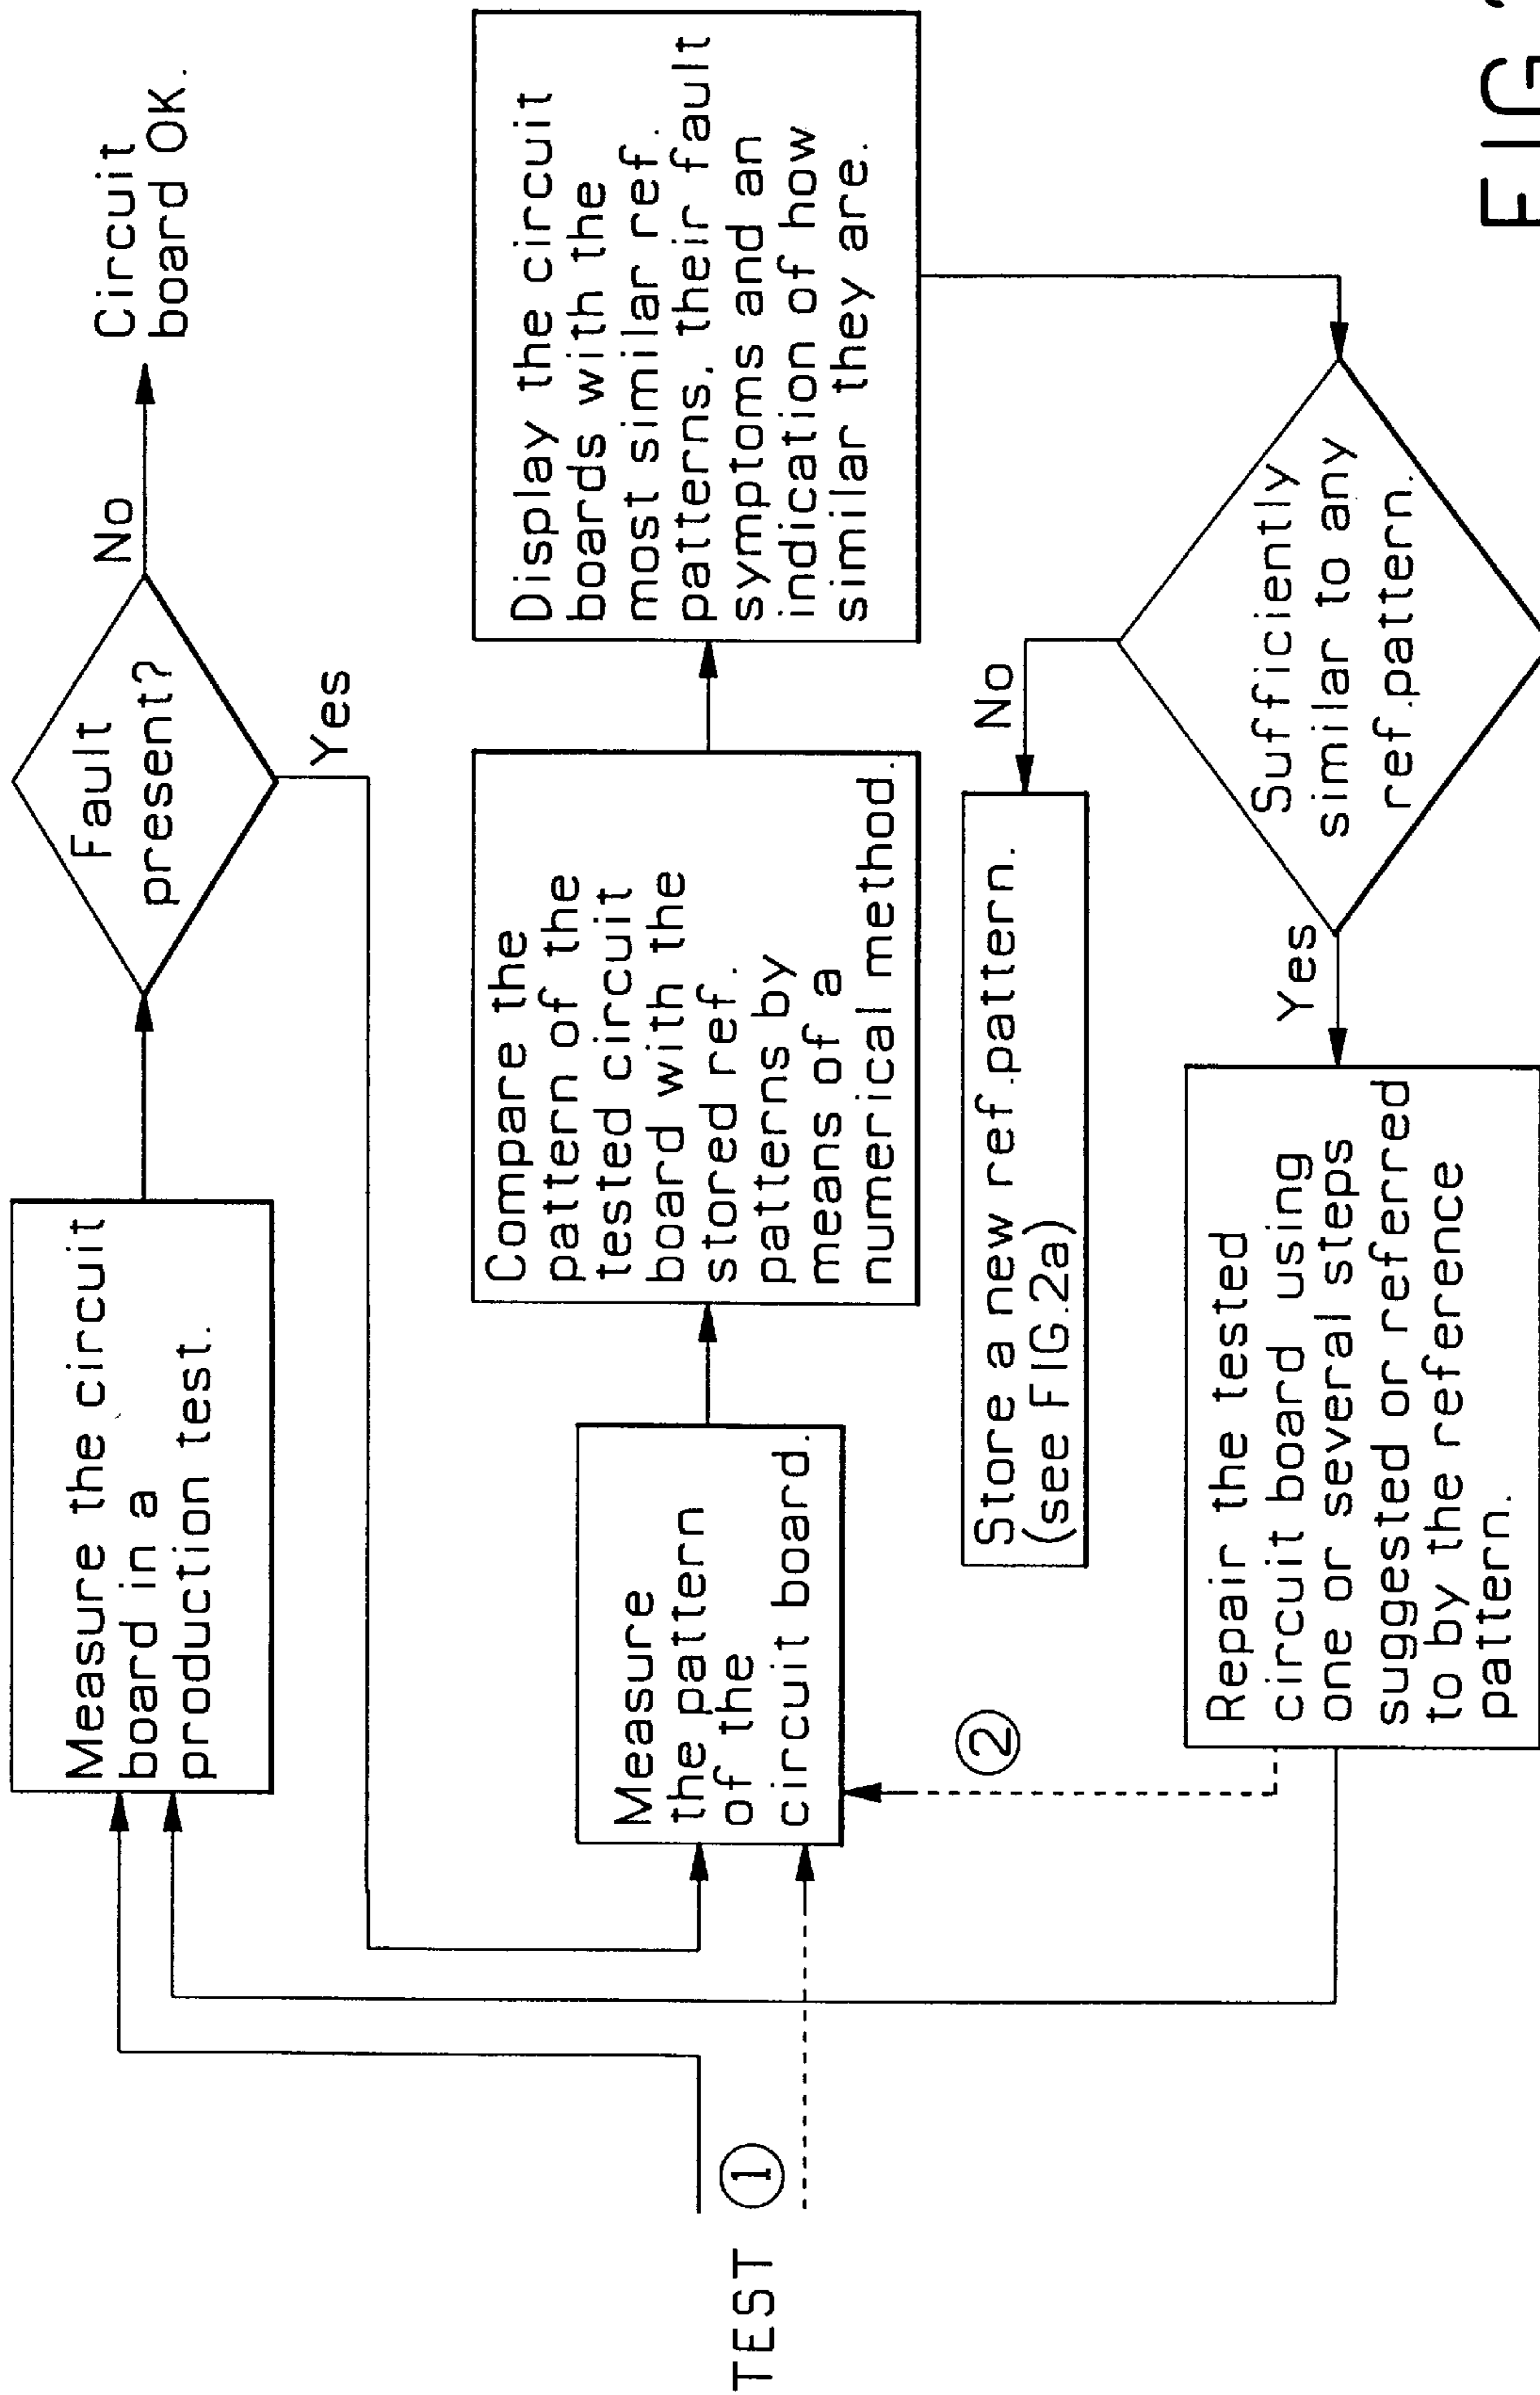 Measure the circuit
board in a
production test.
Fault
present?
No
Circuit
board OK.
Yes
TEST
1
Measure
the pattern
of the
circuit board.
Compare the
pattern of the
tested circuit
board with the
stored ref.
patterns by
means of a
numerical method.
Display the circuit
boards with the
most similar ref.
patterns, their fault
symptoms and an
indication of how
similar they are.
2
Store a new ref.pattern.
(see FIG.2a)
No
Repair the tested
circuit board using
one or several steps
suggested or referred
to by the reference
pattern.
Yes
Sufficiently
similar to any
ref.pattern.
FIG